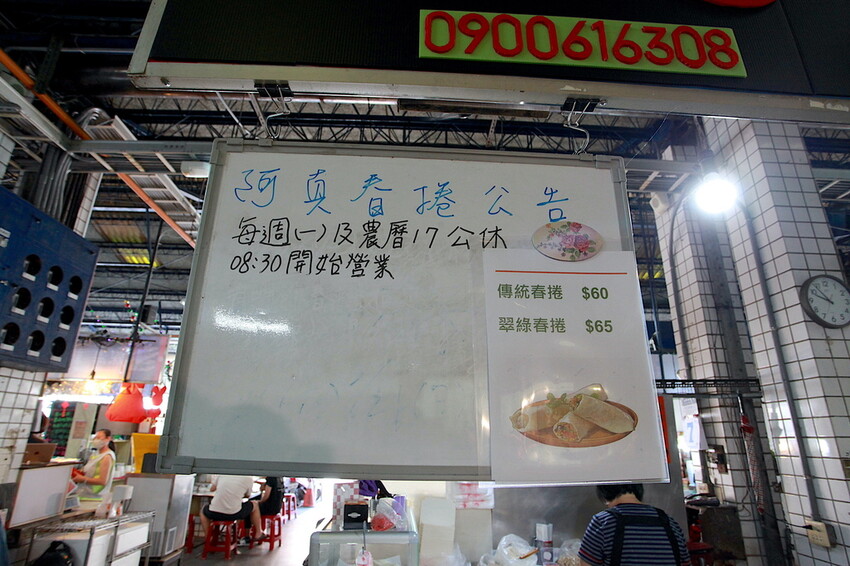 0900616308
阿真春捲公告
每週(一)及農曆17公休
08:30開始營業
傳統春捲 $60
翠綠春捲 $65